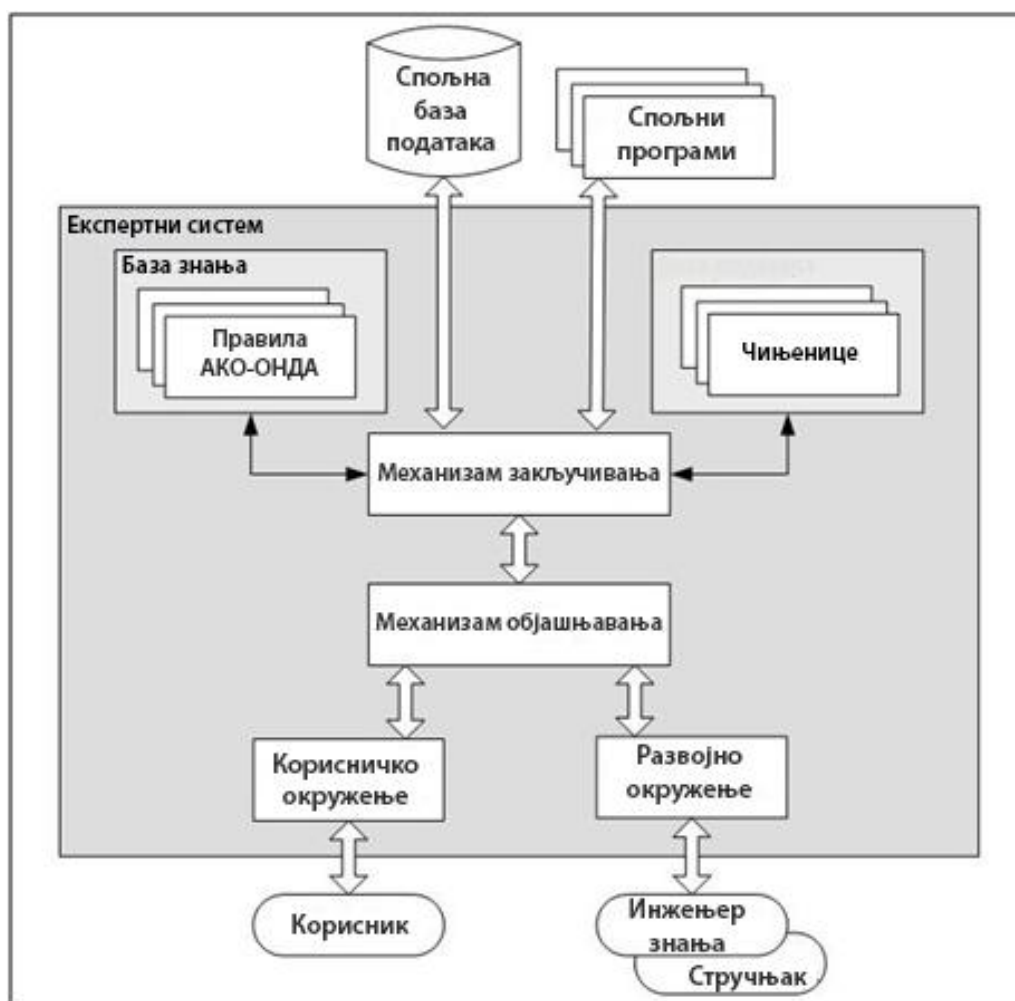 Спољна
база
података
Спољни
програми
Експертни систем
База знања
Правила
АКО-ОНДА
Чињенице
Механизам закључивања
Механизам објашњавања
Корисничко
окружење
Развојно
окружење
Корисник
Инжењер
знања
Стручњак